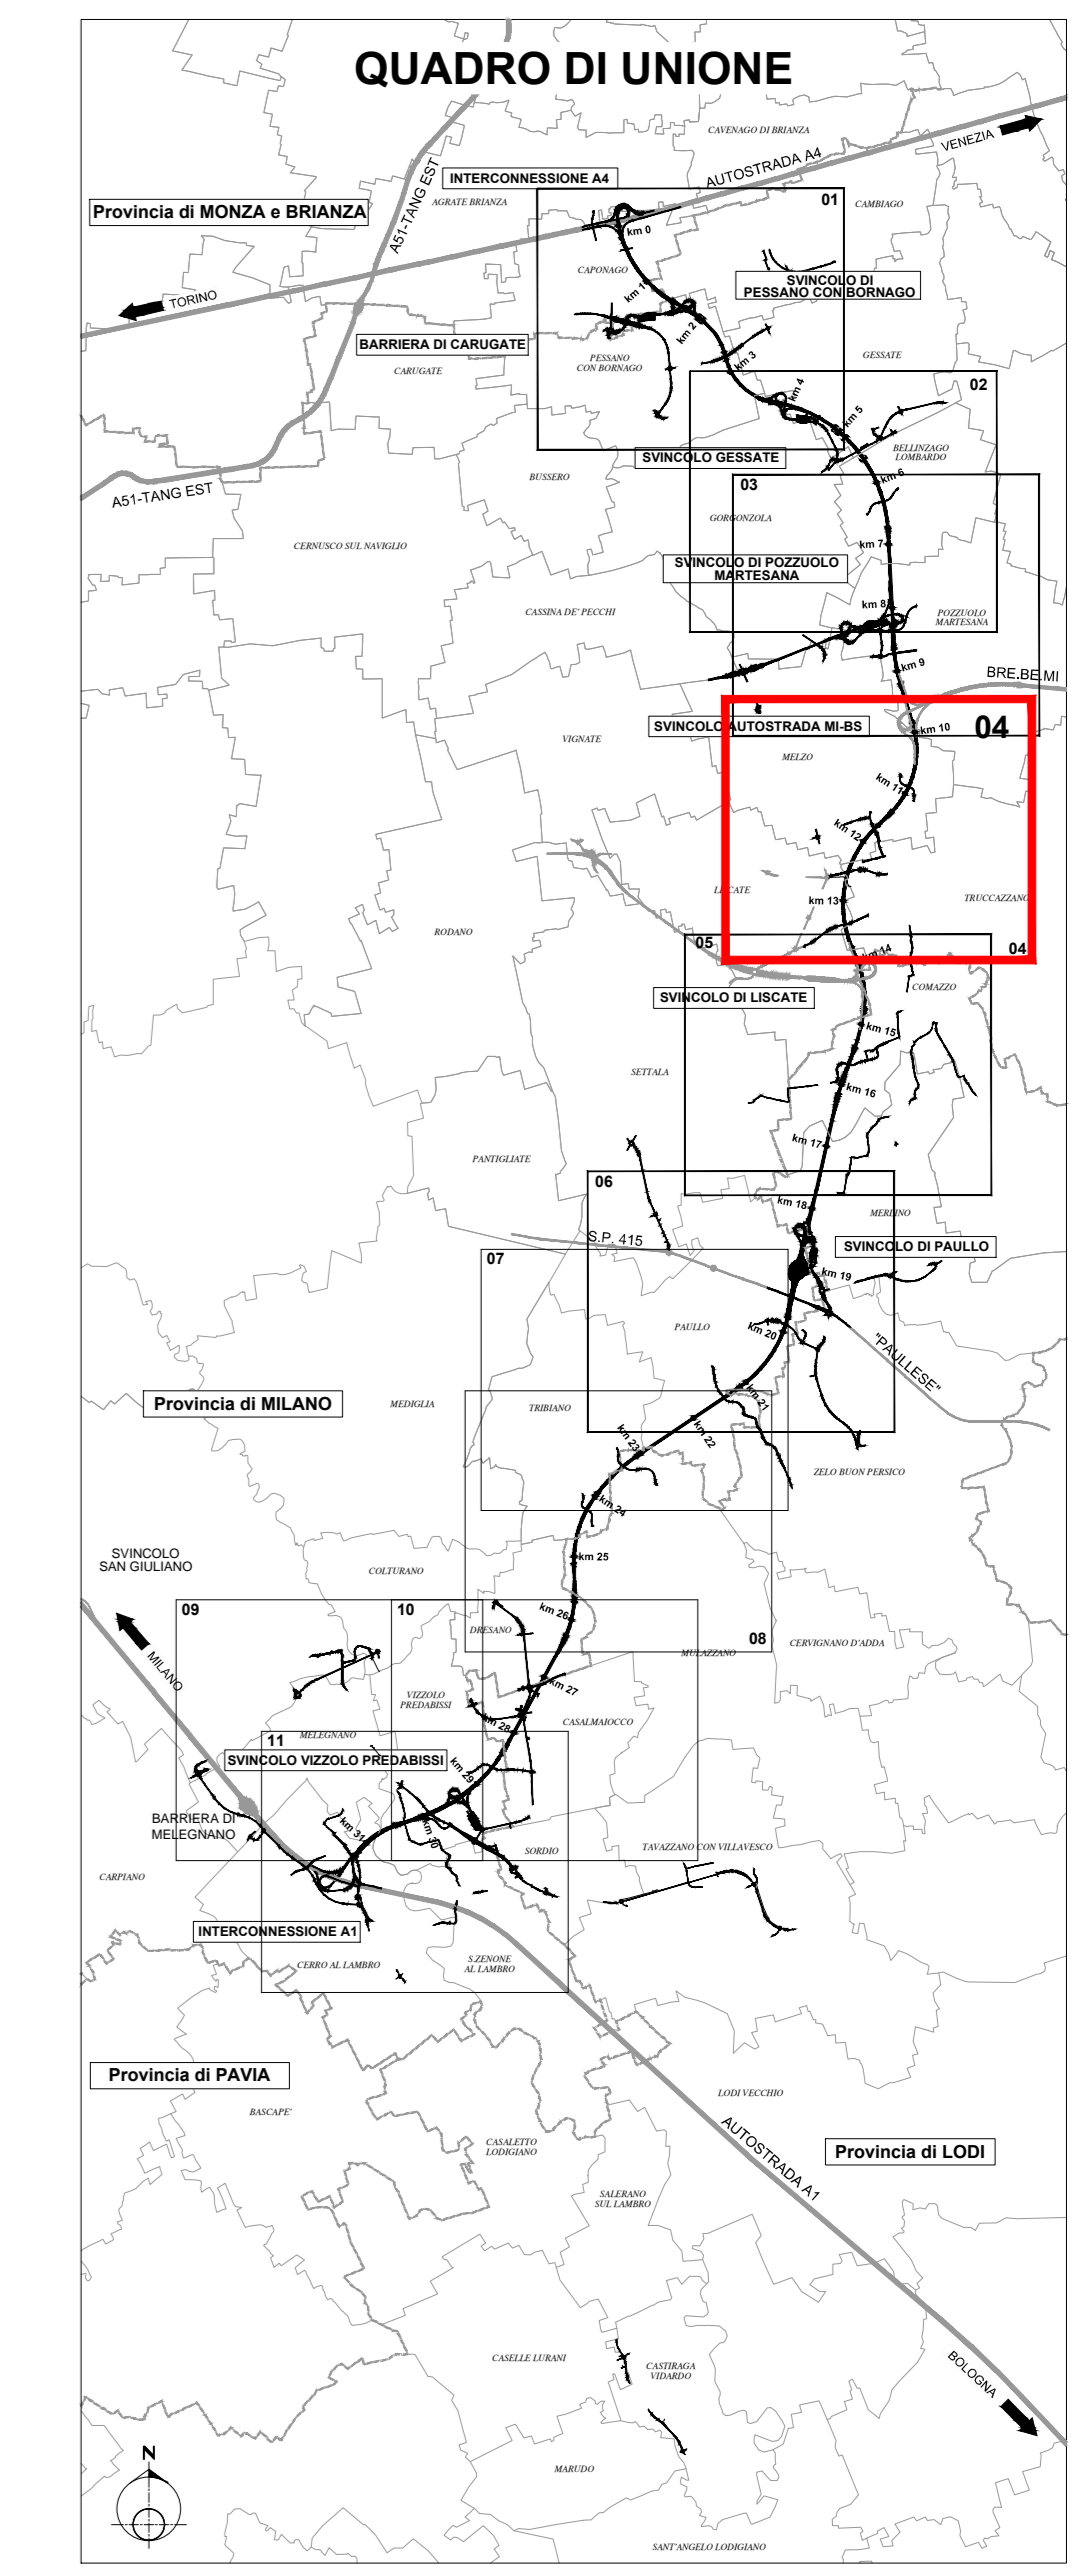 QUADRO DI UNIONE
CAVENAGO DI BRIANZA
VENEZIA
AUTOSTRADA A4
INTERCONNESSIONE A4
A51-TANG EST
AGRATE BRIANZA
01
CAMBIAGO
Provincia di MONZA e BRIANZA
km 0
CAPONAGO
SVINCOLO DI
PESSANO CON BORNAGO
km 1
TORINO
km 2
BARRIERA DI CARUGATE
CARUGATE
PESSANO
CON BORNAGO
km 3
GESSATE
02
km 4
km 5
BELLINZAGO
LOMBARDO
SVINCOLO GESSATE
BUSSERO
km 6
03
A51-TANG EST
GORGONZOLA
CERNUSCO SUL NAVIGLIO
km 7
SVINCOLO DI POZZUOLO
MARTESANA
CASSINA DE' PECCHI
km 8
POZZUOLO
MARTESANA
km 9
BRE.BE.MI
SVINCOLO AUTOSTRADA MI-BS
km 10
04
VIGNATE
MELZO
km 11
km 12
LISCATE
km 13
TRUCCAZZANO
RODANO
05
km 14
04
COMAZZO
SVINCOLO DI LISCATE
km 15
SETTALA
km 16
km 17
PANTIGLIATE
06
km 18
MERLINO
S.P. 415
SVINCOLO DI PAULLO
07
km 19
PAULLO
km 20
"PAULLESE"
km 21
Provincia di MILANO
MEDIGLIA
TRIBIANO
km 22
km 23
ZELO BUON PERSICO
km 24
SVINCOLO
SAN GIULIANO
km 25
COLTURANO
09
10
km 26
DRESANO
08
CERVIGNANO D'ADDA
MULAZZANO
MILANO
km 27
VIZZOLO
PREDABISSI
km 28
CASALMAIOCCO
MELEGNANO
11
SVINCOLO VIZZOLO PREDABISSI
km 29
BARRIERA DI
MELEGNANO
km 31
km 30
SORDIO
TAVAZZANO CON VILLAVESCO
CARPIANO
INTERCONNESSIONE A1
CERRO AL LAMBRO
S.ZENONE
AL LAMBRO
Provincia di PAVIA
LODI VECCHIO
BASCAPE'
CASALETTO
LODIGIANO
AUTOSTRADA A1
Provincia di LODI
SALERANO
SUL LAMBRO
CASELLE LURANI
CASTIRAGA
VIDARDO
BOLOGNA
N
MARUDO
SANT'ANGELO LODIGIANO